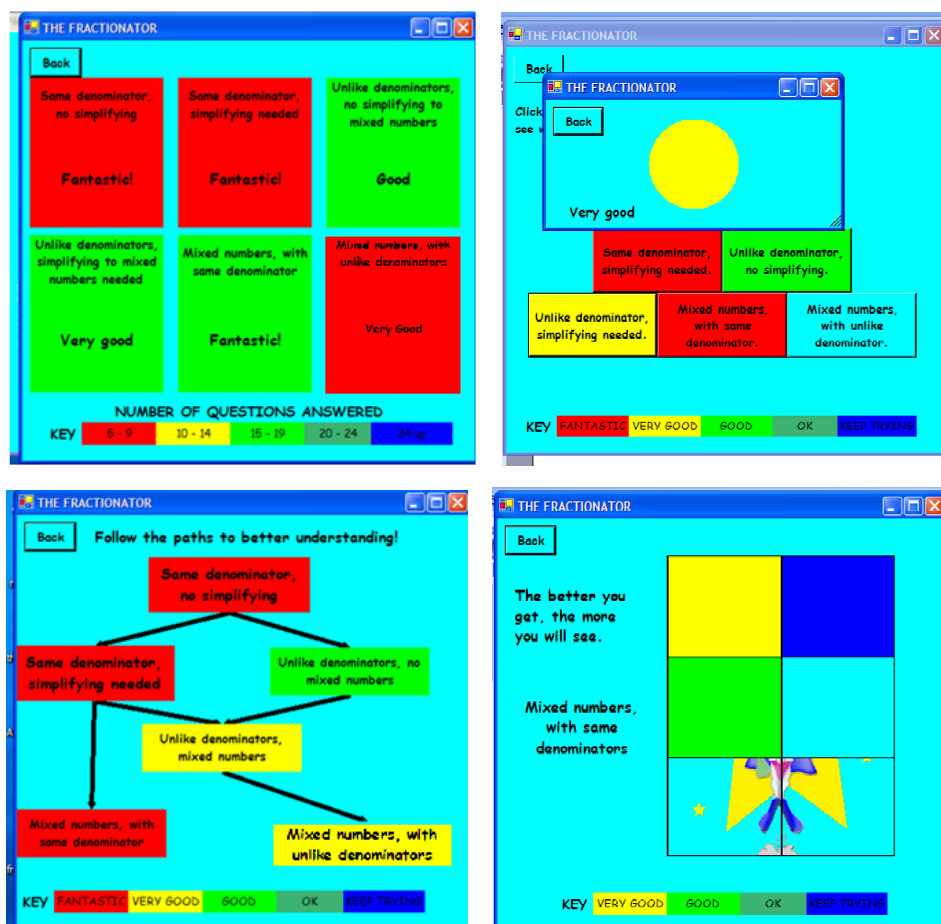 THE FRACTIONATOR
Back
Same denominator,
no simplifying
Fantastic!
Same denominator,
simplifying needed
Fantastic!
Unlike denominators,
no simplifying to
mixed numbers
Good
Unlike denominators,
simplifying to mixed
numbers needed
Very good
Mixed numbers, with
same denominator
Fantastic!
Mixed numbers, with
unlike denominators
Very Good
NUMBER OF QUESTIONS ANSWERED
KEY 5 - 9 10 - 14 15 - 19 20 - 24 24 up
THE FRACTIONATOR
Back
Click
see
THE FRACTIONATOR
Back
Very good
Same denominator,
simplifying needed.
Unlike denominator,
no simplifying.
Unlike denominator,
simplifying needed.
Mixed numbers,
with same
denominator.
Mixed numbers,
with unlike
denominator.
KEY FANTASTIC VERY GOOD GOOD OK KEEP TRYING
THE FRACTIONATOR
Back
Follow the paths to better understanding!
Same denominator,
no simplifying
Same denominator,
simplifying needed
Unlike denominators, no
mixed numbers
Unlike denominators,
mixed numbers
Mixed numbers, with
same denominator
Mixed numbers, with
unlike denominators
KEY FANTASTIC VERY GOOD GOOD OK KEEP TRYING
THE FRACTIONATOR
Back
The better you
get, the more
you will see.
Mixed numbers,
with same
denominators
KEY VERY GOOD GOOD OK KEEP TRYING